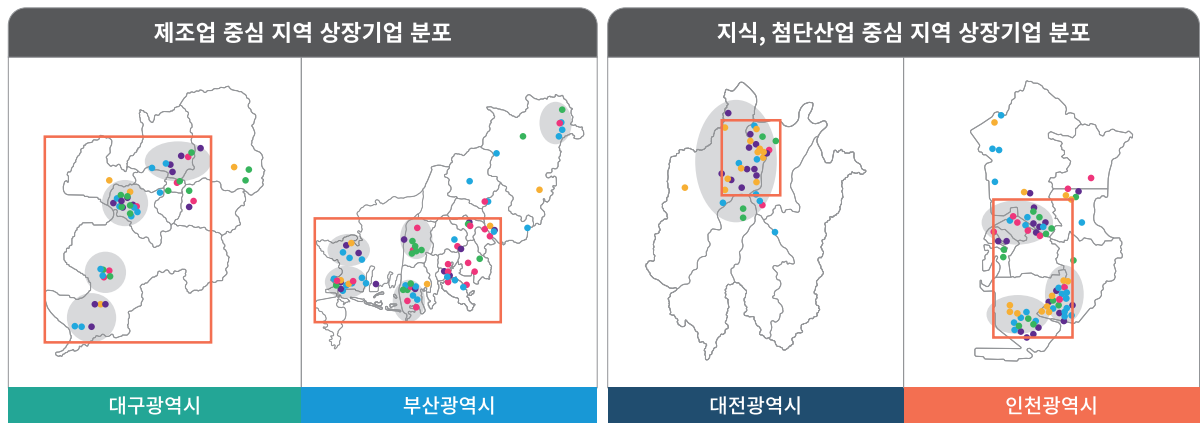 제조업 중심 지역 상장기업 분포
지식, 첨단산업 중심 지역 상장기업 분포
대구광역시
부산광역시
대전광역시
인천광역시